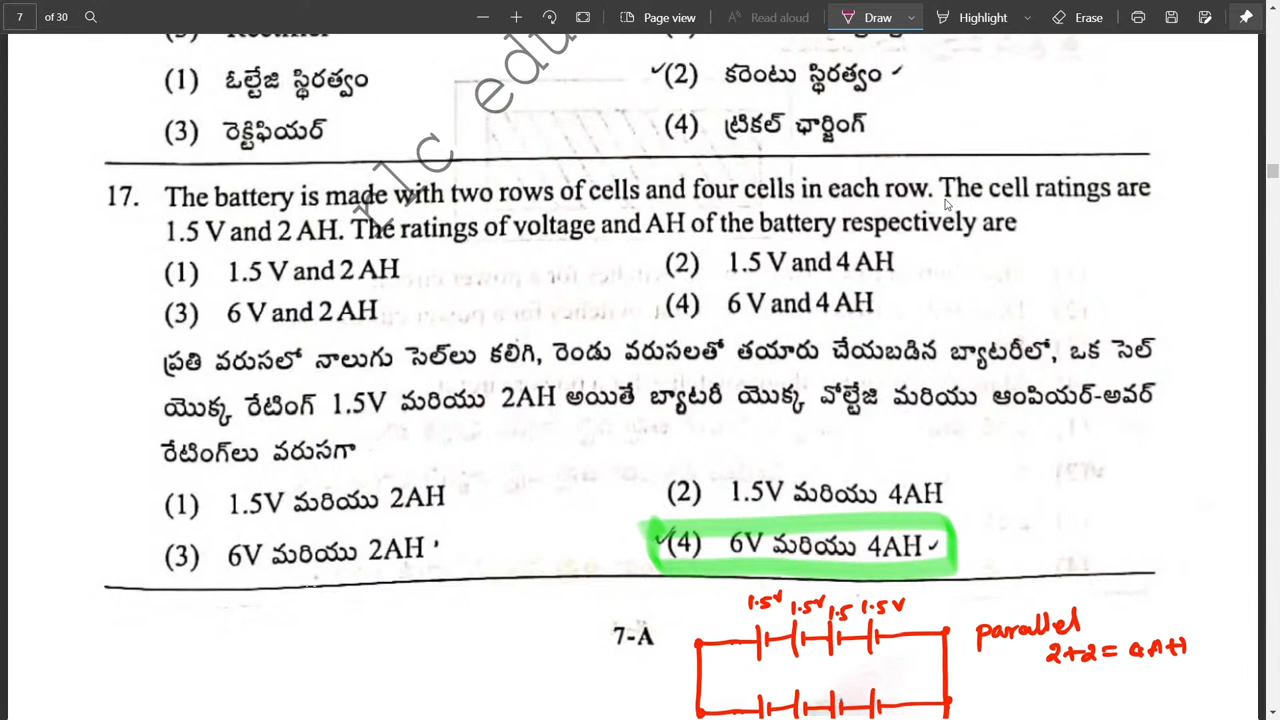 7 of 30 Page view Read aloud Draw Highlight Erase
(1) ఓల్టేజి స్థిరత్వం (2) కరెంటు స్థిరత్వం
(3) రెక్టిఫియర్ (4) ట్రికల్ ఛార్జింగ్
rlc edu
17. The battery is made with two rows of cells and four cells in each row. The cell ratings are
1.5 V and 2 AH. The ratings of voltage and AH of the battery respectively are
(1) 1.5 V and 2 AH (2) 1.5 V and 4 AH
(3) 6 V and 2 AH (4) 6 V and 4 AH
ప్రతి వరుసలో నాలుగు సెల్‌లు కలిగి, రెండు వరుసలతో తయారు చేయబడిన బ్యాటరీలో, ఒక సెల్
యొక్క రేటింగ్ 1.5V మరియు 2AH అయితే బ్యాటరీ యొక్క వోల్టేజి మరియు ఆంపియర్-అవర్
రేటింగ్‌లు వరుసగా
(1) 1.5V మరియు 2AH (2) 1.5V మరియు 4AH
(3) 6V మరియు 2AH (4) 6V మరియు 4AH
7-A
1.5V 1.5V 1.5 1.5V
parallel
2+2= 4AH